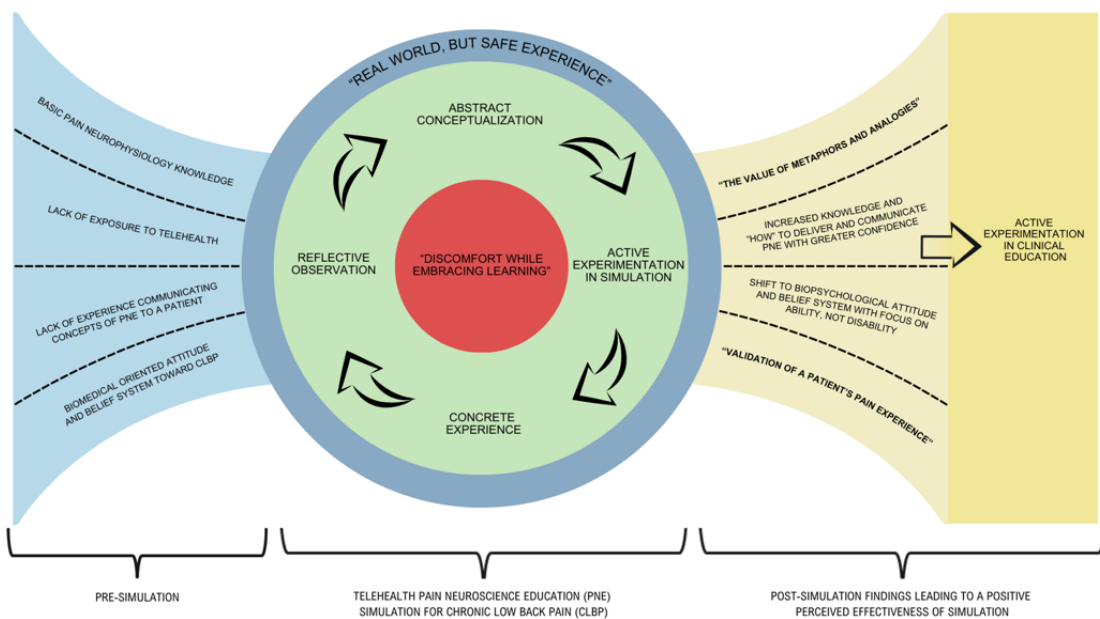 BASIC PAIN NEUROPHYSIOLOGY KNOWLEDGE
LACK OF EXPOSURE TO TELEHEALTH
LACK OF EXPERIENCE COMMUNICATING
CONCEPTS OF PNE TO A PATIENT
BIOMEDICAL ORIENTED ATTITUDE
AND BELIEF SYSTEM TOWARD CLBP
“REAL WORLD, BUT SAFE EXPERIENCE”
ABSTRACT
CONCEPTUALIZATION
REFLECTIVE
OBSERVATION
“DISCOMFORT WHILE
EMBRACING LEARNING”
ACTIVE
EXPERIMENTATION
IN SIMULATION
CONCRETE
EXPERIENCE
“THE VALUE OF METAPHORS AND ANALOGIES”
INCREASED KNOWLEDGE AND
“HOW” TO DELIVER AND COMMUNICATE
PNE WITH GREATER CONFIDENCE
SHIFT TO BIOPSYCHOLOGICAL ATTITUDE
AND BELIEF SYSTEM WITH FOCUS ON
ABILITY, NOT DISABILITY
“VALIDATION OF A PATIENT’S PAIN EXPERIENCE”
ACTIVE
EXPERIMENTATION
IN CLINICAL
EDUCATION
PRE-SIMULATION
TELEHEALTH PAIN NEUROSCIENCE EDUCATION (PNE)
SIMULATION FOR CHRONIC LOW BACK PAIN (CLBP)
POST-SIMULATION FINDINGS LEADING TO A POSITIVE
PERCEIVED EFFECTIVENESS OF SIMULATION